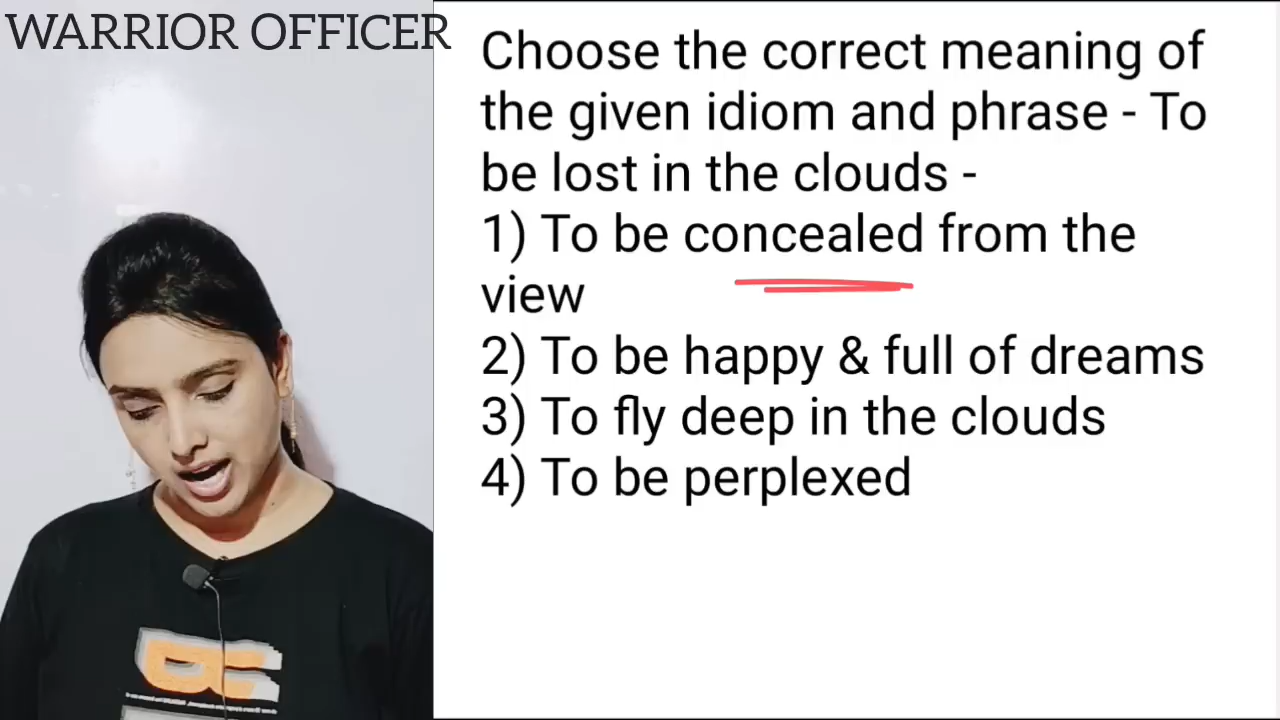 WARRIOR OFFICER
Choose the correct meaning of
the given idiom and phrase - To
be lost in the clouds -
1) To be concealed from the
view
2) To be happy & full of dreams
3) To fly deep in the clouds
4) To be perplexed